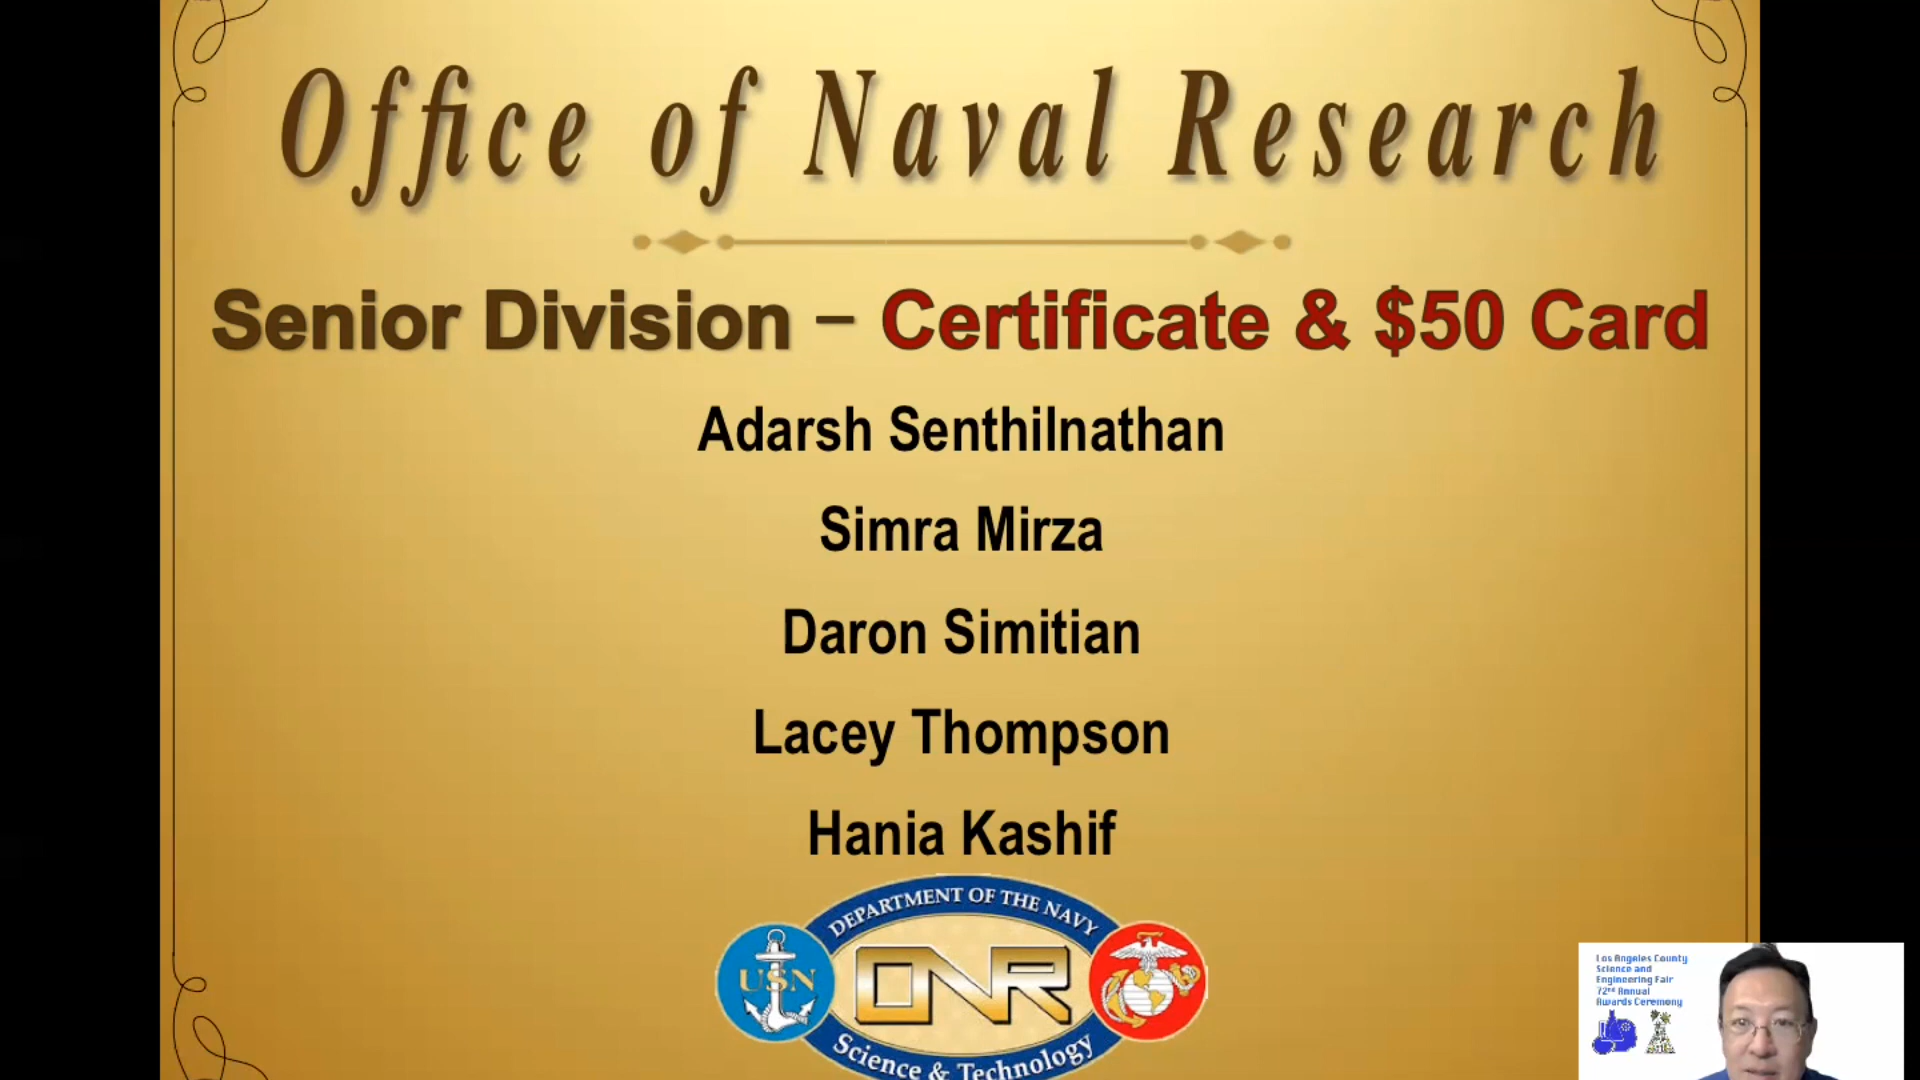 Office of Naval Research
Senior Division – Certificate & $50 Card
Adarsh Senthilnathan
Simra Mirza
Daron Simitian
Lacey Thompson
Hania Kashif
DEPARTMENT OF THE NAVY
USN
ONR
Science & Technology
Los Angeles County
Science and
Engineering Fair
72nd Annual
Awards Ceremony